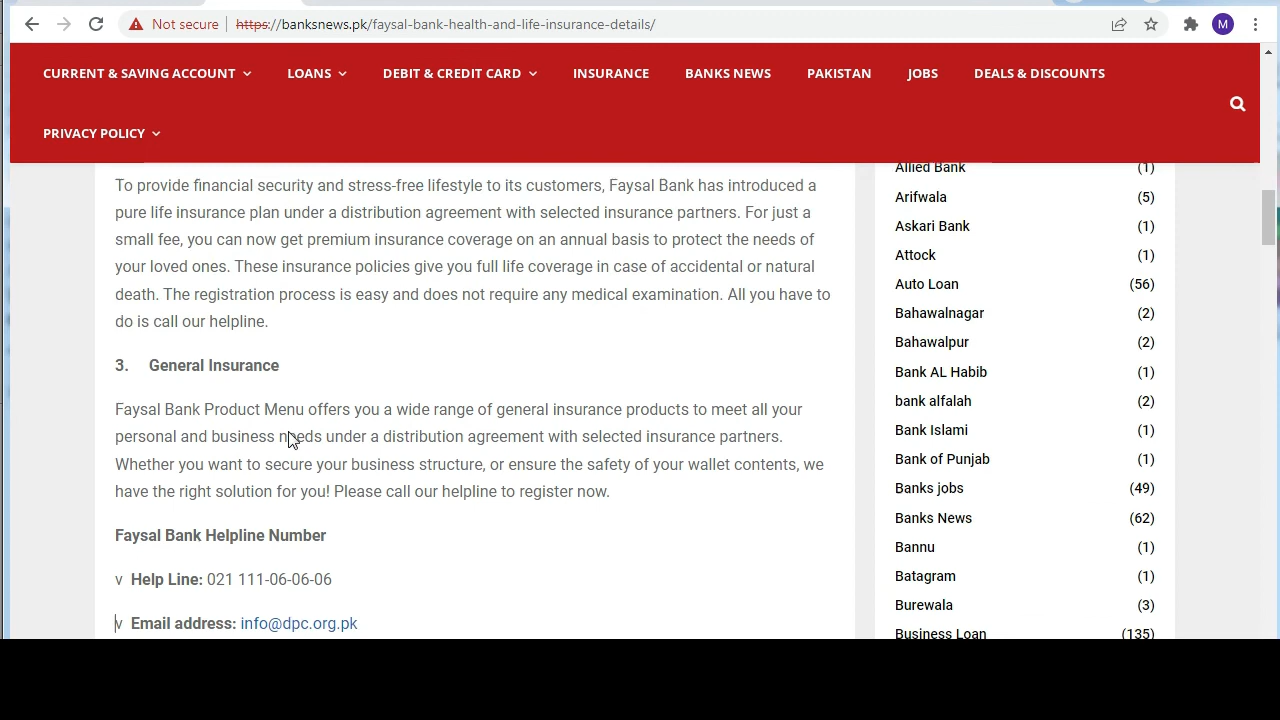 Not secure
https://banksnews.pk/faysal-bank-health-and-life-insurance-details/
M
CURRENT & SAVING ACCOUNT
LOANS
DEBIT & CREDIT CARD
INSURANCE
BANKS NEWS
PAKISTAN
JOBS
DEALS & DISCOUNTS
PRIVACY POLICY
To provide financial security and stress-free lifestyle to its customers, Faysal Bank has introduced a
pure life insurance plan under a distribution agreement with selected insurance partners. For just a
small fee, you can now get premium insurance coverage on an annual basis to protect the needs of
your loved ones. These insurance policies give you full life coverage in case of accidental or natural
death. The registration process is easy and does not require any medical examination. All you have to
do is call our helpline.
3. General Insurance
Faysal Bank Product Menu offers you a wide range of general insurance products to meet all your
personal and business needs under a distribution agreement with selected insurance partners.
Whether you want to secure your business structure, or ensure the safety of your wallet contents, we
have the right solution for you! Please call our helpline to register now.
Faysal Bank Helpline Number
v Help Line: 021 111-06-06-06
v Email address: info@dpc.org.pk
Allied Bank (1)
Arifwala (5)
Askari Bank (1)
Attock (1)
Auto Loan (56)
Bahawalnagar (2)
Bahawalpur (2)
Bank AL Habib (1)
bank alfalah (2)
Bank Islami (1)
Bank of Punjab (1)
Banks jobs (49)
Banks News (62)
Bannu (1)
Batagram (1)
Burewala (3)
Business Loan (135)